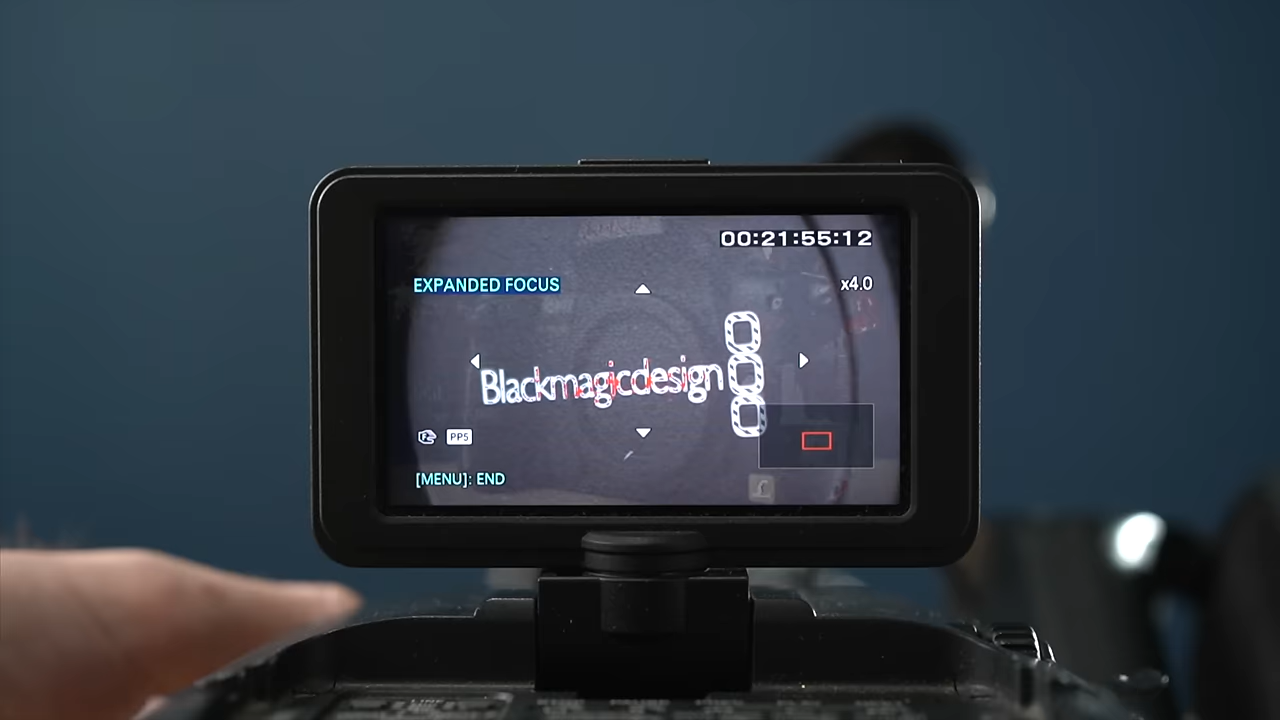 00:21:55:12
EXPANDED FOCUS
x4.0
Blackmagicdesign
PP5
[MENU]: END